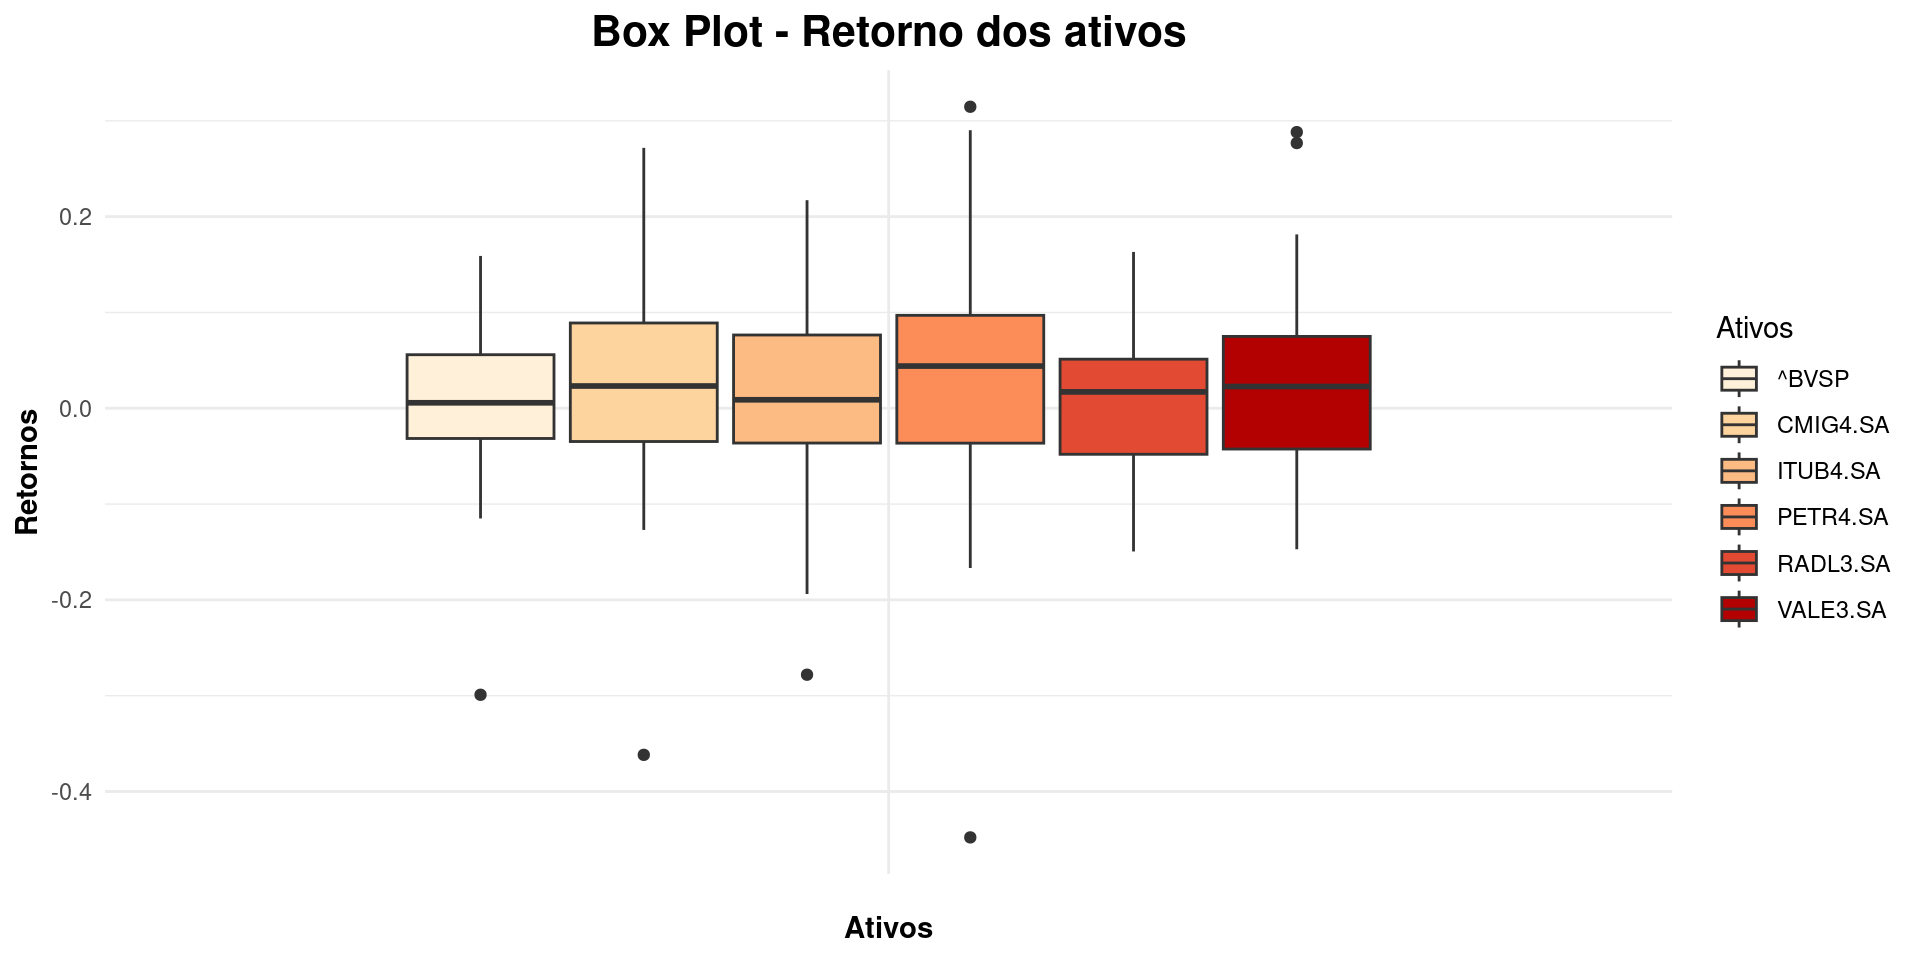 Box Plot - Retorno dos ativos
Retornos
0.2
0.0
-0.2
-0.4
Ativos
Ativos
^BVSP
CMIG4.SA
ITUB4.SA
PETR4.SA
RADL3.SA
VALE3.SA